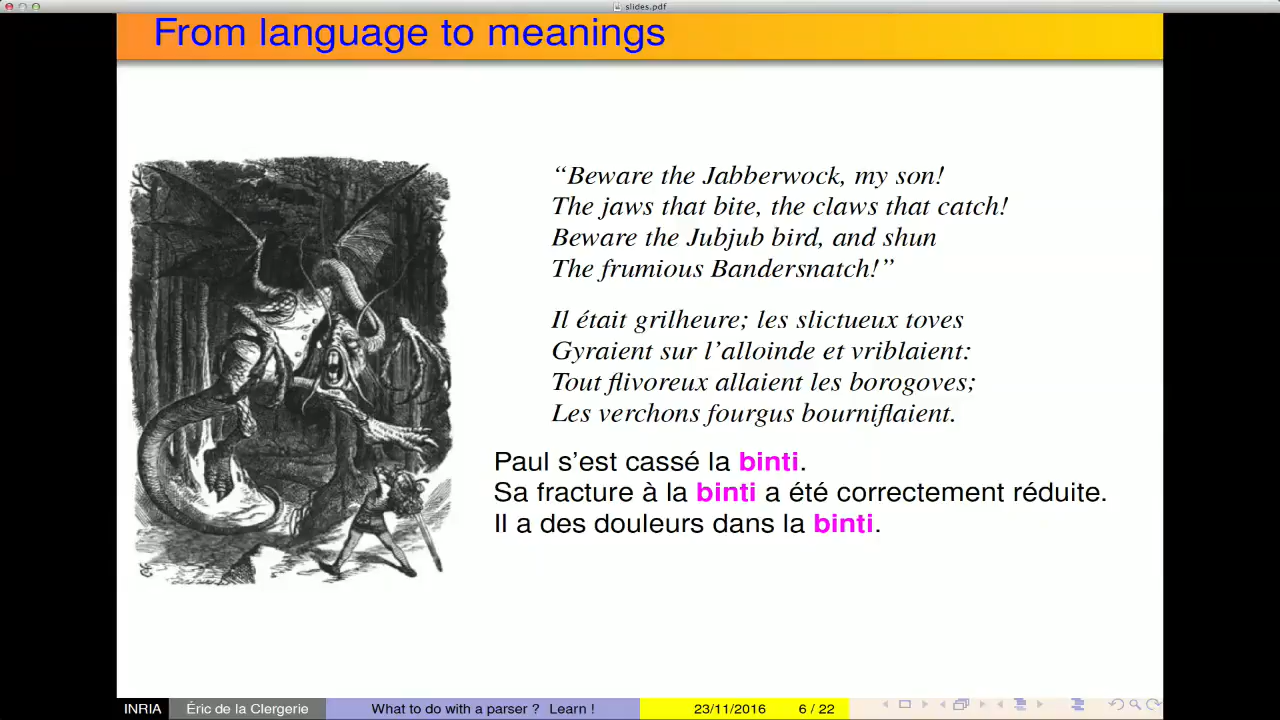 slides.pdf
From language to meanings
“Beware the Jabberwock, my son!
The jaws that bite, the claws that catch!
Beware the Jubjub bird, and shun
The frumious Bandersnatch!”
Il était grilheure; les slictueux toves
Gyraient sur l’alloinde et vriblaient:
Tout flivoreux allaient les borogoves;
Les verchons fourgus bourniflaient.
Paul s’est cassé la binti.
Sa fracture à la binti a été correctement réduite.
Il a des douleurs dans la binti.
INRIA Éric de la Clergerie What to do with a parser ? Learn ! 23/11/2016 6 / 22